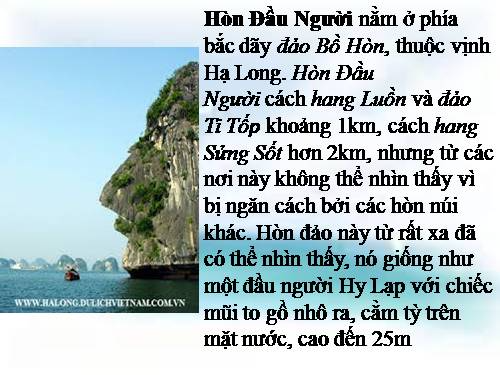 Hòn Đầu Người nằm ở phía
bắc dãy đảo Bồ Hòn, thuộc vịnh
Hạ Long. Hòn Đầu
Người cách hang Luồn và đảo
Ti Tốp khoảng 1km, cách hang
Sửng Sốt hơn 2km, nhưng từ các
nơi này không thể nhìn thấy vì
bị ngăn cách bởi các hòn núi
khác. Hòn đảo này từ rất xa đã
có thể nhìn thấy, nó giống như
một đầu người Hy Lạp với chiếc
mũi to gồ nhô ra, cằm tỳ trên
mặt nước, cao đến 25m
WWW.HALONG.DULICHVIETNAM.COM.VN